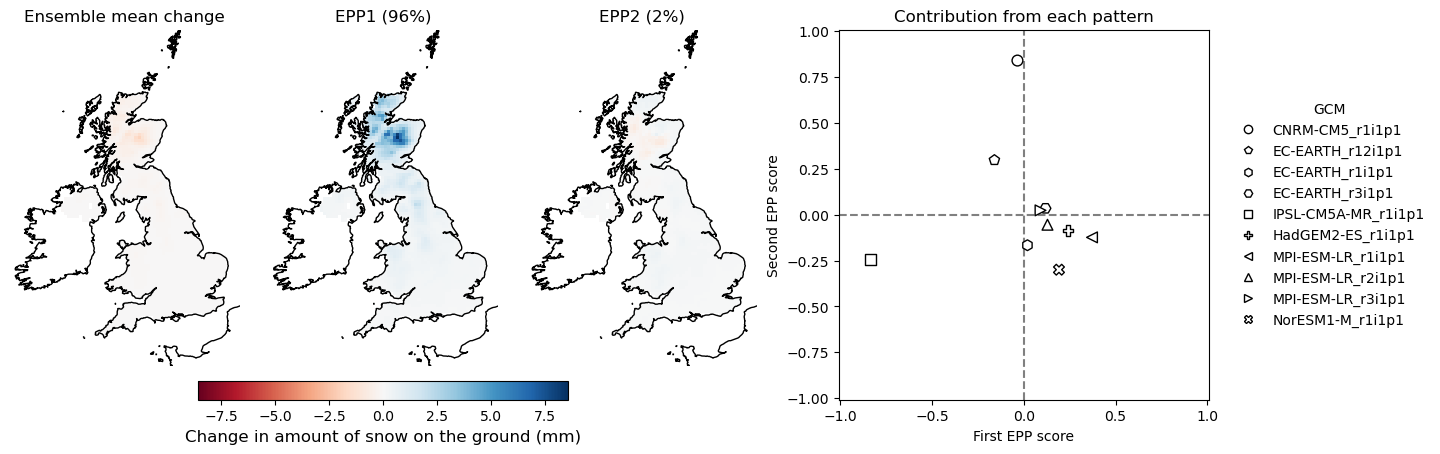 Ensemble mean change
EPP1 (96%)
EPP2 (2%)
−7.5
−5.0
−2.5
0.0
2.5
5.0
7.5
Change in amount of snow on the ground (mm)
Contribution from each pattern
Second EPP score
1.00
0.75
0.50
0.25
0.00
−0.25
−0.50
−0.75
−1.00
−1.0
−0.5
0.0
0.5
1.0
First EPP score
GCM
CNRM-CM5_r1i1p1
EC-EARTH_r12i1p1
EC-EARTH_r1i1p1
EC-EARTH_r3i1p1
IPSL-CM5A-MR_r1i1p1
HadGEM2-ES_r1i1p1
MPI-ESM-LR_r1i1p1
MPI-ESM-LR_r2i1p1
MPI-ESM-LR_r3i1p1
NorESM1-M_r1i1p1